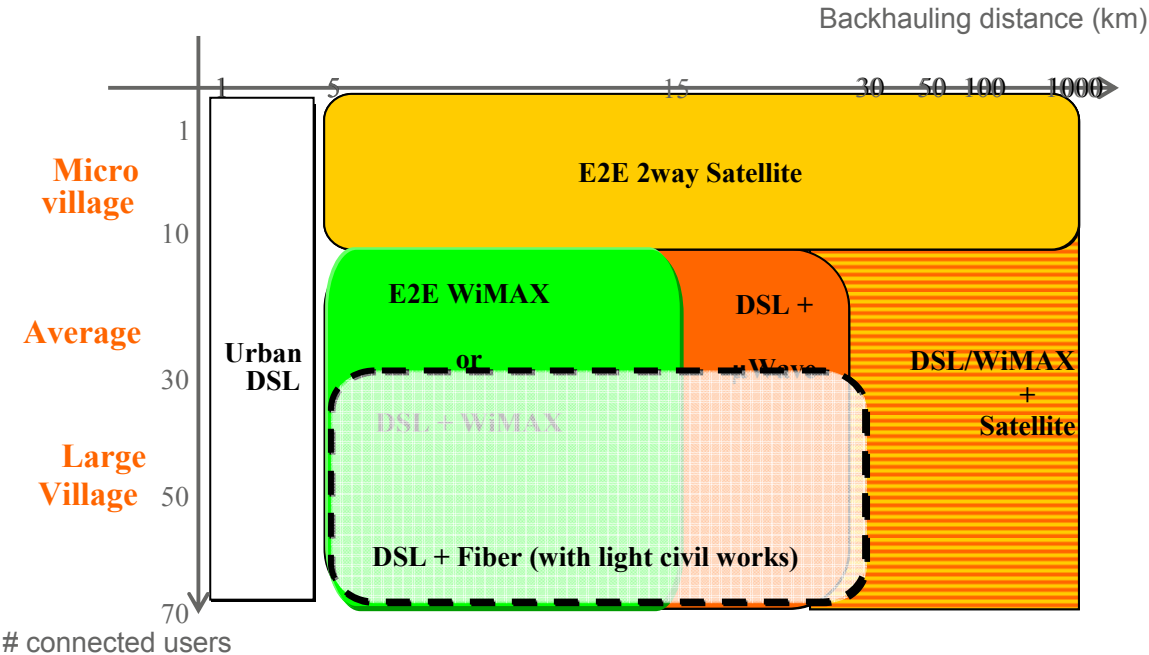 Backhauling distance (km)
1 5 15 30 50 100 1000
1
Micro
village
E2E 2way Satellite
10
E2E WiMAX
or
DSL + WiMAX
DSL +
µWave
Average
Urban
DSL
30
DSL/WiMAX
+
Satellite
Large
Village
50
DSL + Fiber (with light civil works)
70
# connected users